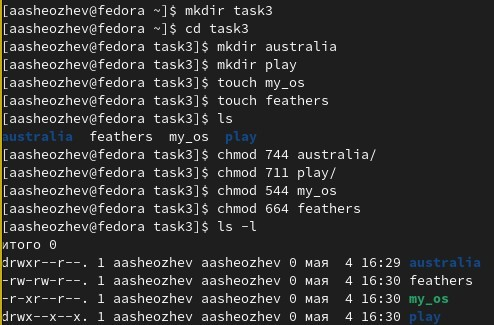 [aasheozhev@fedora ~]$ mkdir task3
[aasheozhev@fedora ~]$ cd task3
[aasheozhev@fedora task3]$ mkdir australia
[aasheozhev@fedora task3]$ mkdir play
[aasheozhev@fedora task3]$ touch my_os
[aasheozhev@fedora task3]$ touch feathers
[aasheozhev@fedora task3]$ ls
australia  feathers  my_os  play
[aasheozhev@fedora task3]$ chmod 744 australia/
[aasheozhev@fedora task3]$ chmod 711 play/
[aasheozhev@fedora task3]$ chmod 544 my_os
[aasheozhev@fedora task3]$ chmod 664 feathers
[aasheozhev@fedora task3]$ ls -l
итого 0
drwxr--r--. 1 aasheozhev aasheozhev 0 мая  4 16:29 australia
-rw-rw-r--. 1 aasheozhev aasheozhev 0 мая  4 16:30 feathers
-r-xr--r--. 1 aasheozhev aasheozhev 0 мая  4 16:30 my_os
drwx--x--x. 1 aasheozhev aasheozhev 0 мая  4 16:30 play